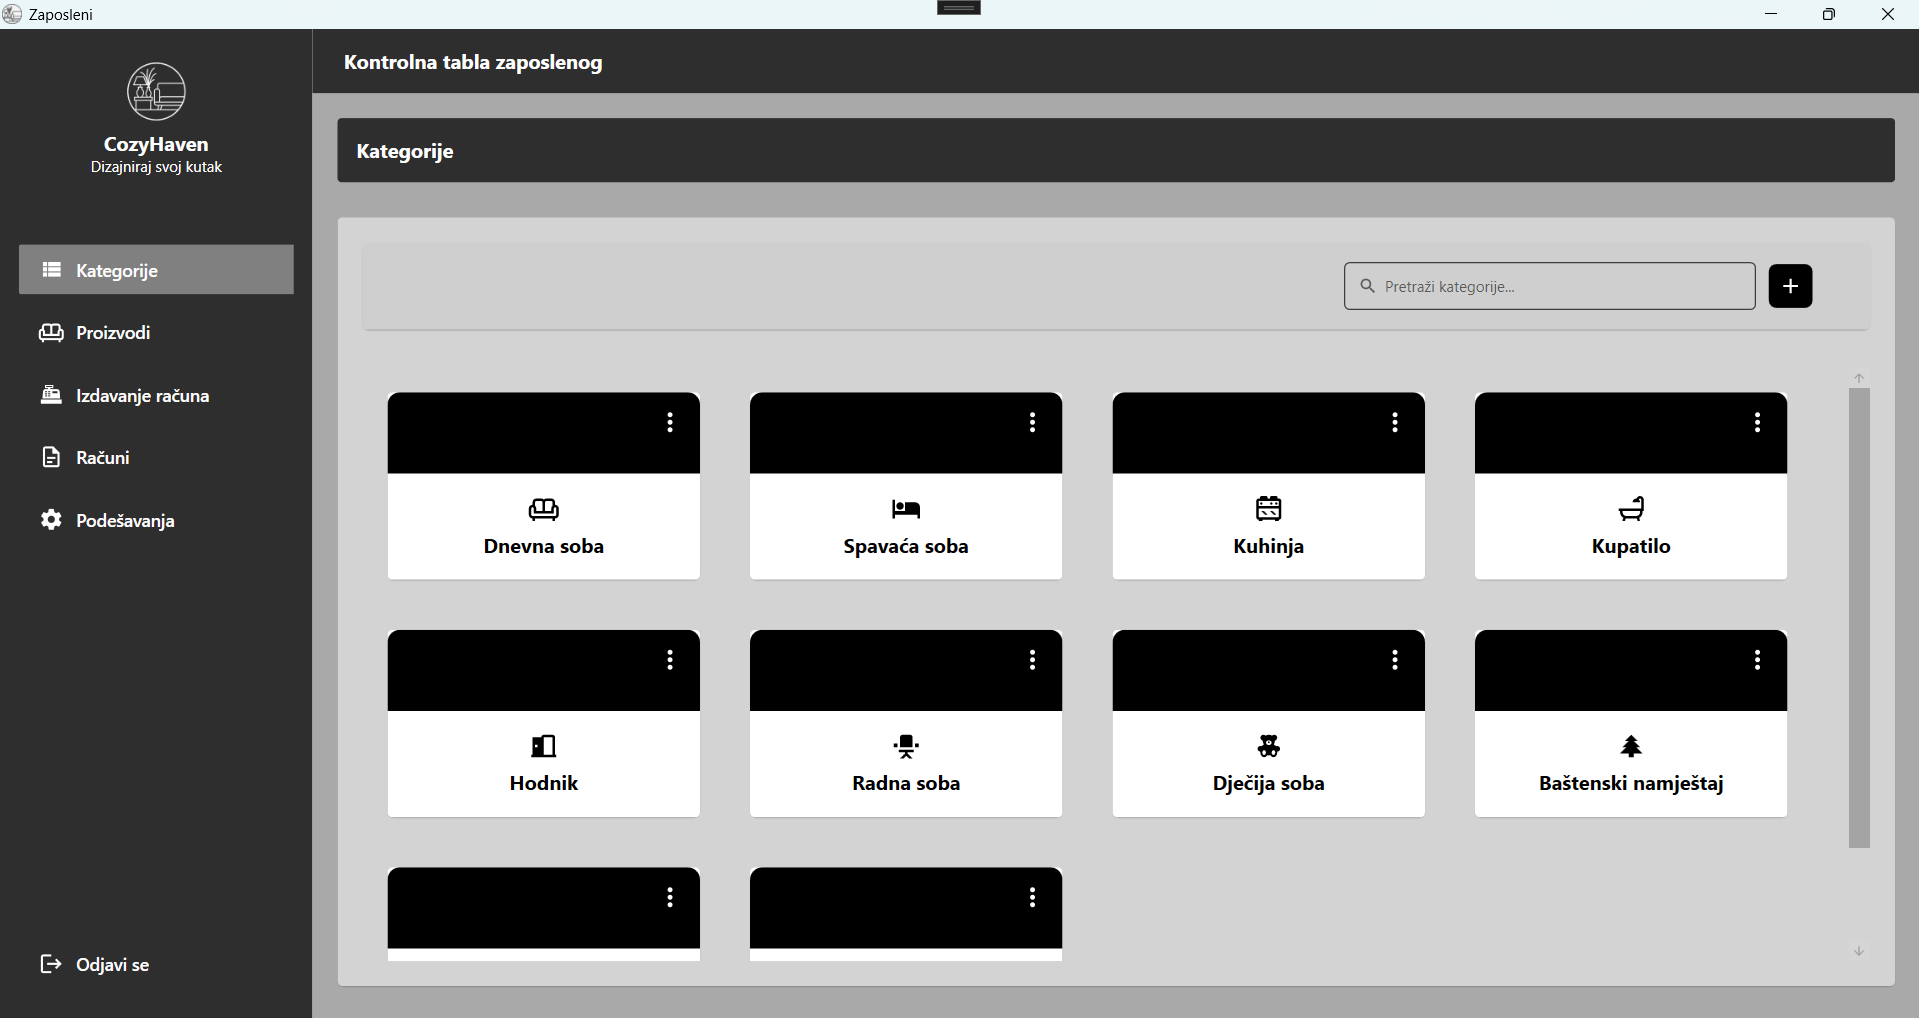 Zaposleni
CozyHaven
Dizajniraj svoj kutak
Kategorije
Proizvodi
Izdavanje računa
Računi
Podešavanja
Odjavi se
Kontrolna tabla zaposlenog
Kategorije
Pretraži kategorije...
Dnevna soba
Spavaća soba
Kuhinja
Kupatilo
Hodnik
Radna soba
Dječija soba
Baštenski namještaj